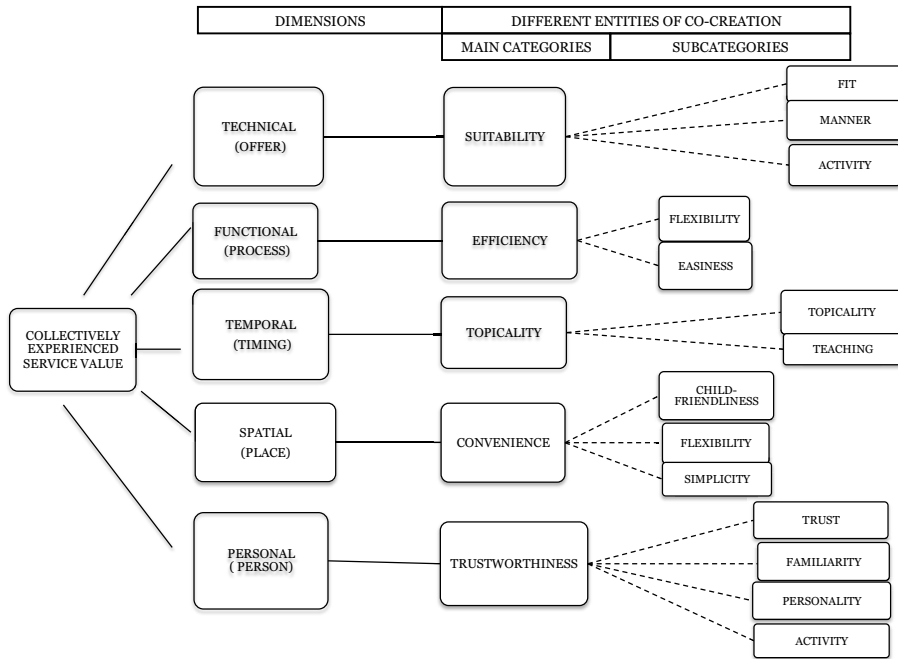 DIMENSIONS
DIFFERENT ENTITIES OF CO-CREATION
MAIN CATEGORIES
SUBCATEGORIES
COLLECTIVELY
EXPERIENCED
SERVICE VALUE
TECHNICAL
(OFFER)
SUITABILITY
FIT
MANNER
ACTIVITY
FUNCTIONAL
(PROCESS)
EFFICIENCY
FLEXIBILITY
EASINESS
TEMPORAL
(TIMING)
TOPICALITY
TOPICALITY
TEACHING
SPATIAL
(PLACE)
CONVENIENCE
CHILD-
FRIENDLINESS
FLEXIBILITY
SIMPLICITY
PERSONAL
( PERSON)
TRUSTWORTHINESS
TRUST
FAMILIARITY
PERSONALITY
ACTIVITY